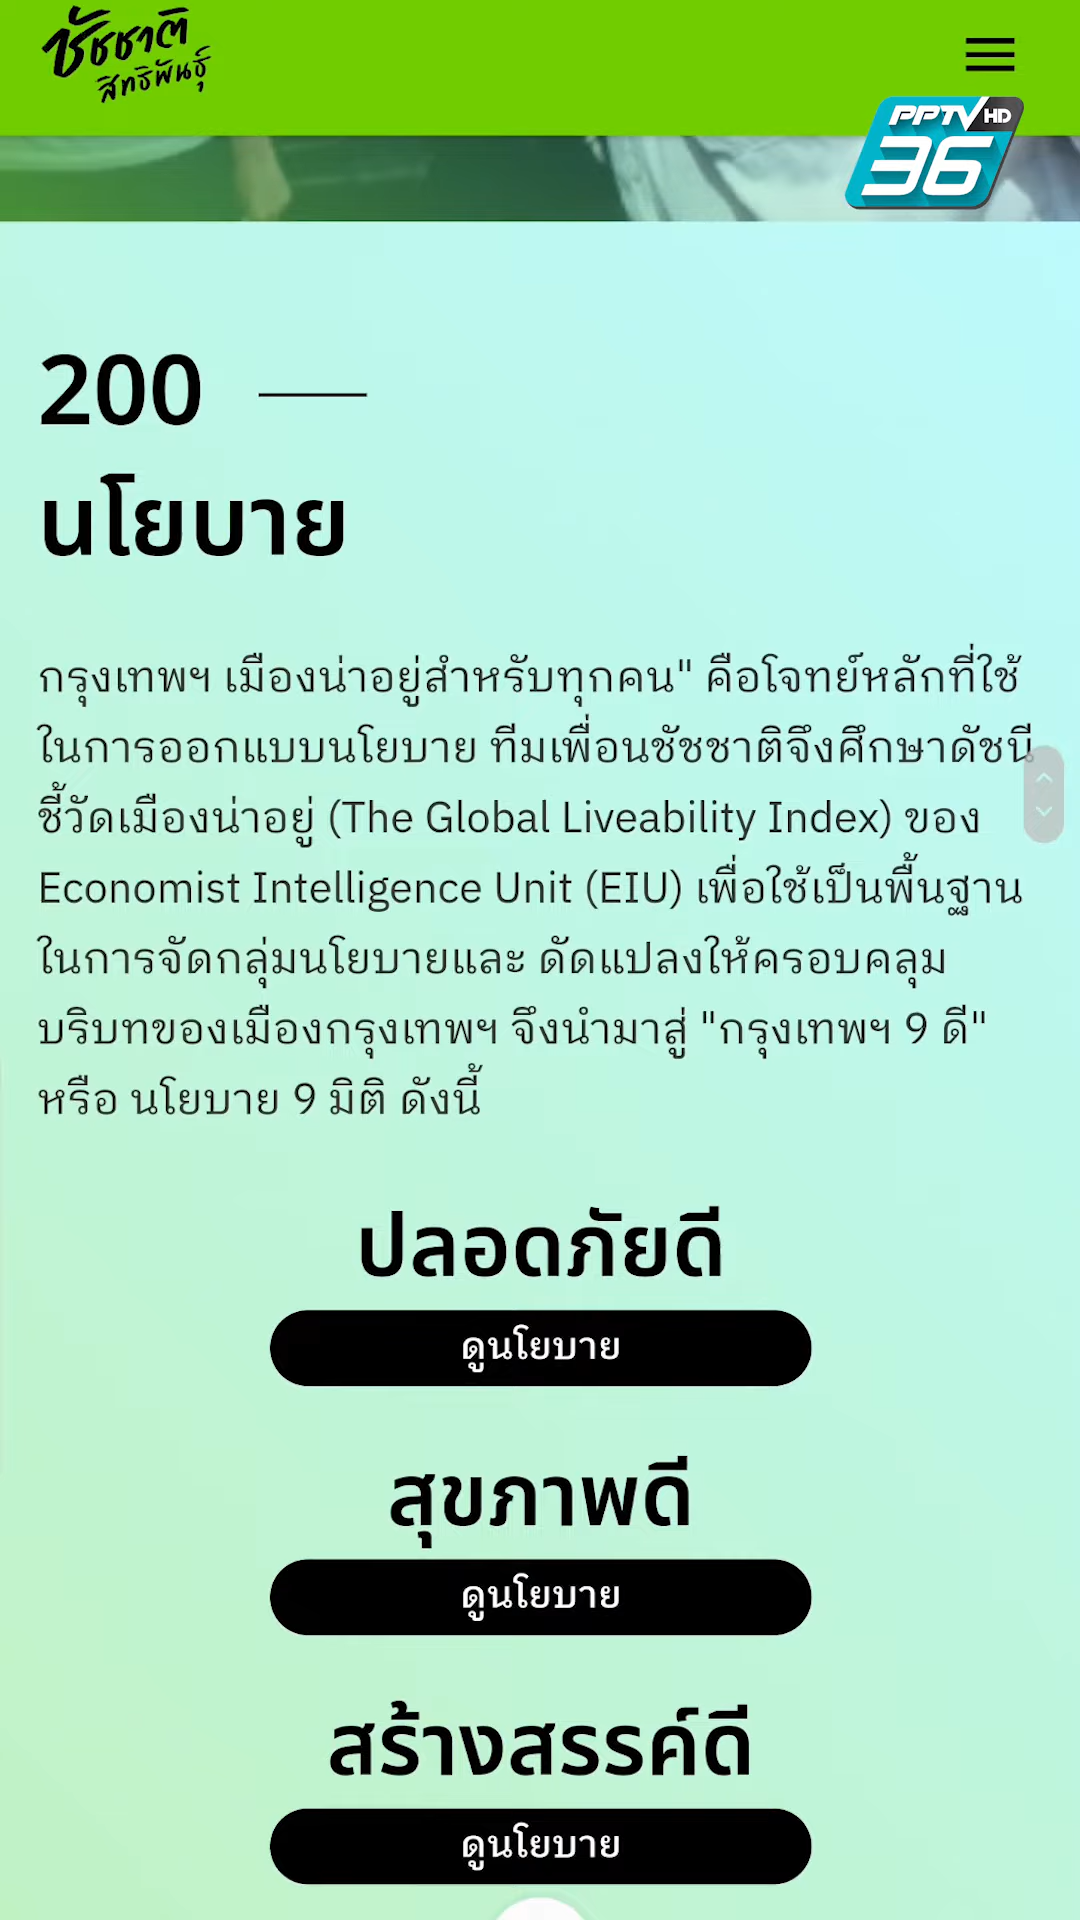 ชัชชาติ
สิทธิพันธุ์
PPTV HD
36
200
นโยบาย
กรุงเทพฯ เมืองน่าอยู่สำหรับทุกคน" คือโจทย์หลักที่ใช้
ในการออกแบบนโยบาย ทีมเพื่อนชัชชาติจึงศึกษาดัชนี
ชี้วัดเมืองน่าอยู่ (The Global Liveability Index) ของ
Economist Intelligence Unit (EIU) เพื่อใช้เป็นพื้นฐาน
ในการจัดกลุ่มนโยบายและ ดัดแปลงให้ครอบคลุม
บริบทของเมืองกรุงเทพฯ จึงนำมาสู่ "กรุงเทพฯ 9 ดี"
หรือ นโยบาย 9 มิติ ดังนี้
ปลอดภัยดี
ดูนโยบาย
สุขภาพดี
ดูนโยบาย
สร้างสรรค์ดี
ดูนโยบาย